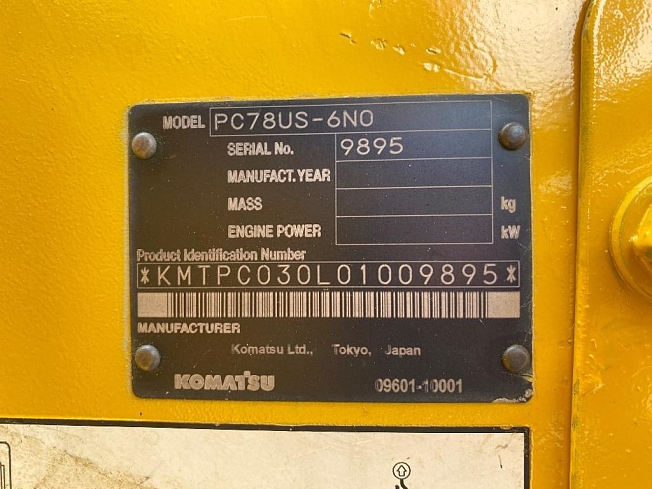 MODEL PC78US-6N0
SERIAL No. 9895
MANUFACT. YEAR
MASS kg
ENGINE POWER kW
Product Identification Number
*KMTPC030L01009895*
MANUFACTURER
Komatsu Ltd., Tokyo, Japan
KOMATSU 09601-10001